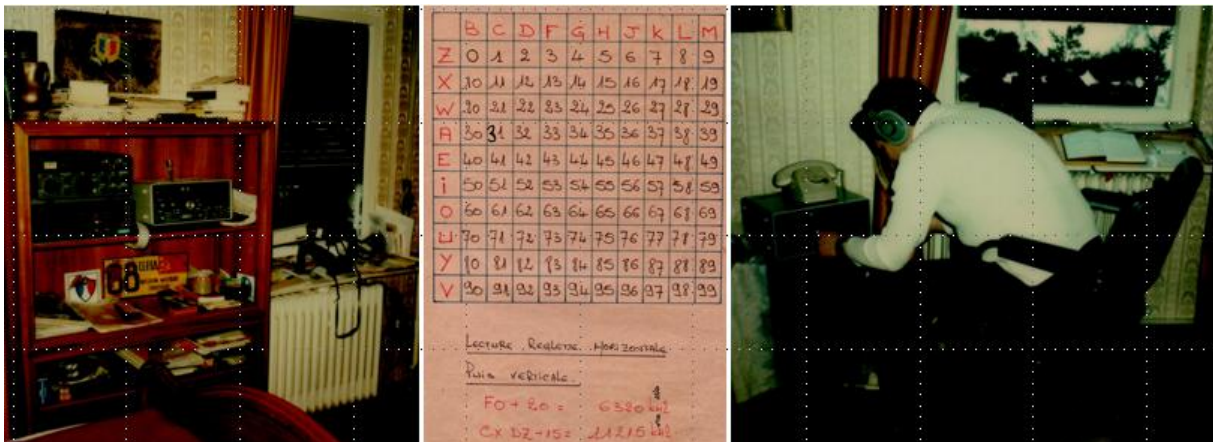 B C D F G H J K L M
Z 0 1 2 3 4 5 6 7 8 9
X 10 11 12 13 14 15 16 17 18 19
W 20 21 22 23 24 25 26 27 28 29
A 30 31 32 33 34 35 36 37 38 39
E 40 41 42 43 44 45 46 47 48 49
i 50 51 52 53 54 55 56 57 58 59
O 60 61 62 63 64 65 66 67 68 69
U 70 71 72 73 74 75 76 77 78 79
Y 80 81 82 83 84 85 86 87 88 89
V 90 91 92 93 94 95 96 97 98 99
LECTURE REGLETTE HORIZONTALE
PUIS VERTICALE.
FO + 20 = 6320 khz
CX DZ -15 = 11215 khz
68